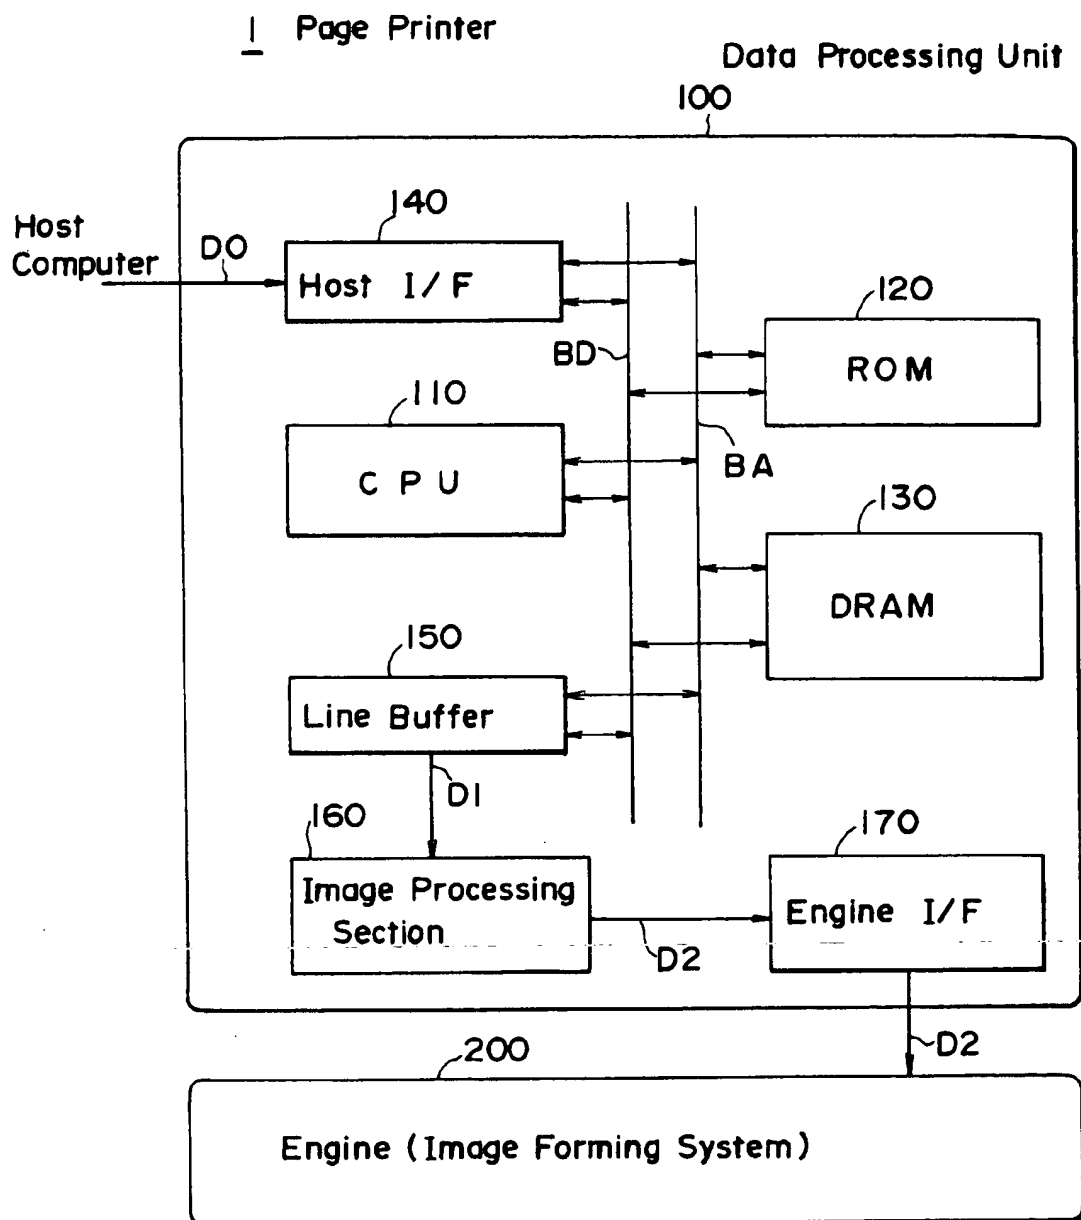 1 Page Printer
Data Processing Unit
100
140
Host
Computer
D0
Host I/F
120
BD
ROM
110
BA
CPU
130
DRAM
150
Line Buffer
D1
160
170
Image Processing
Section
Engine I/F
D2
D2
200
Engine (Image Forming System)